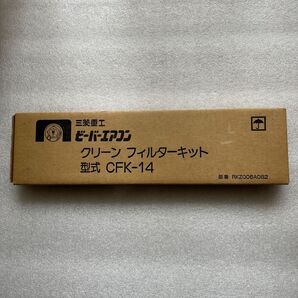 三菱重工
ビーバーエアコン
クリーン フィルターキット
型式 CFK-14
部番 RKZ006A082